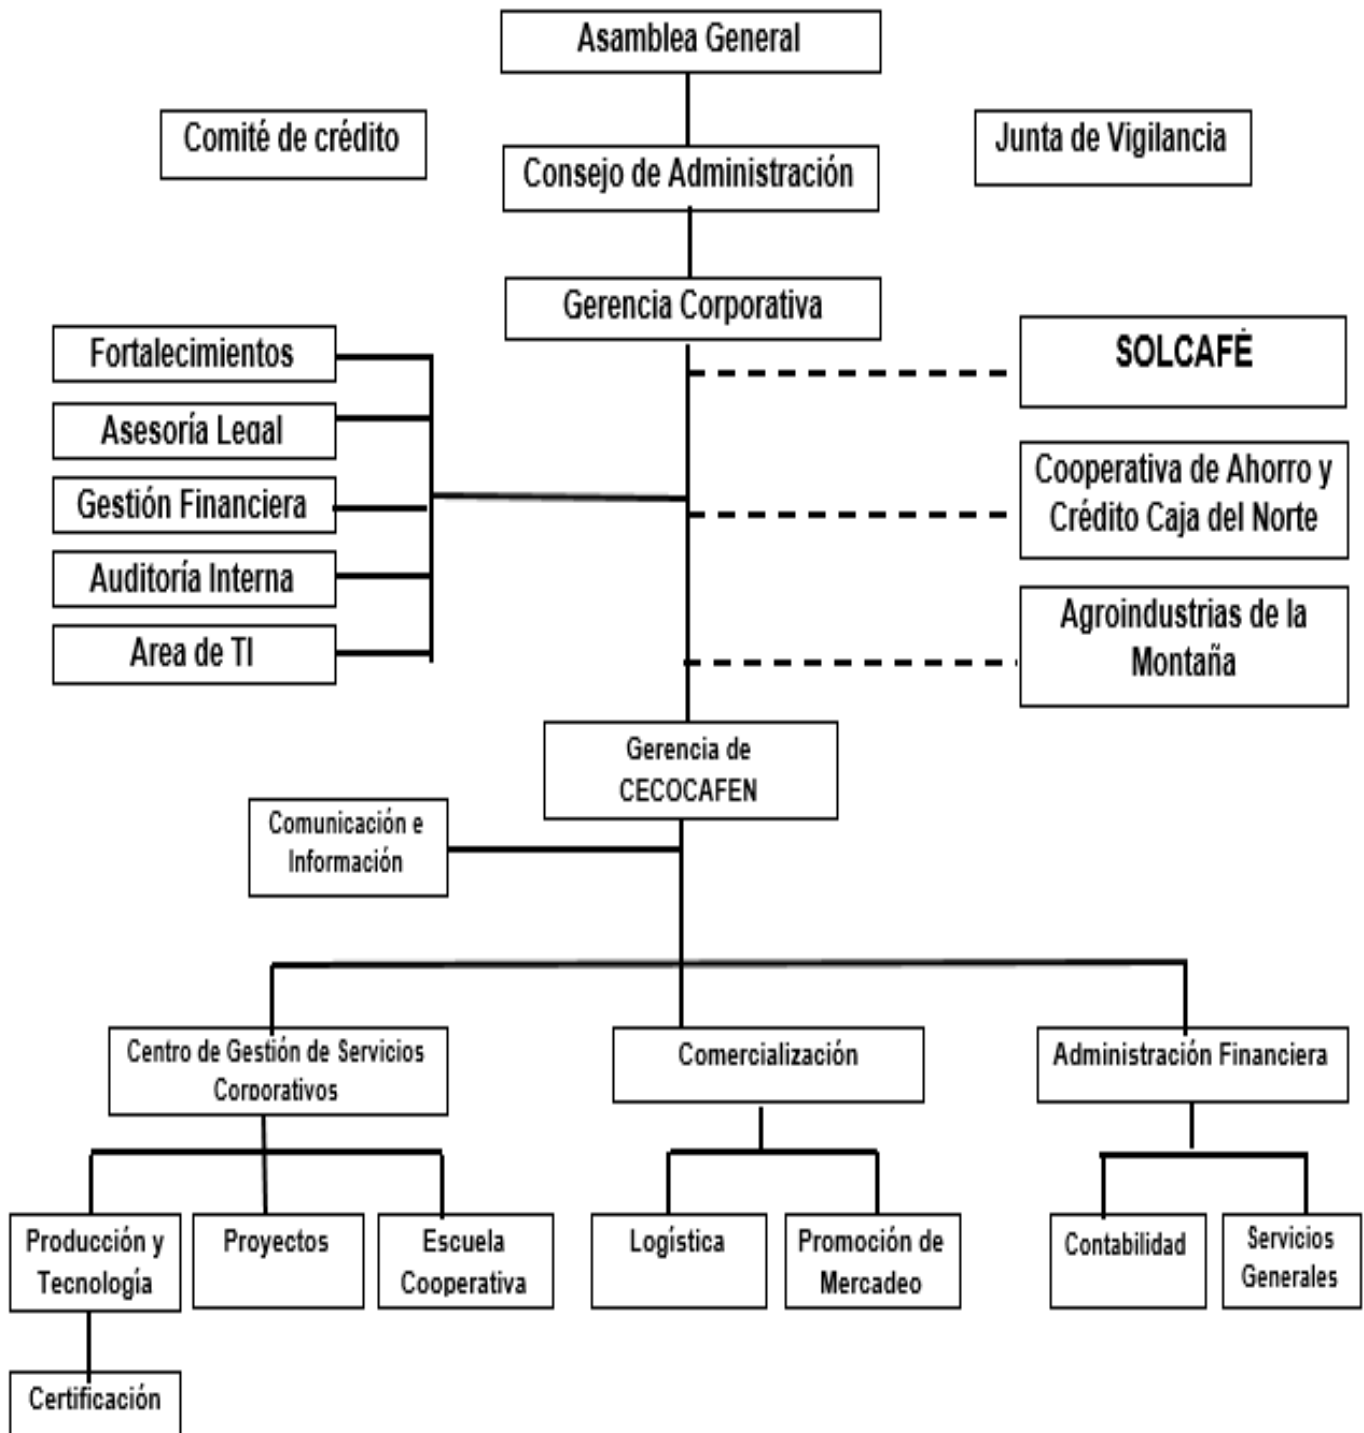 Asamblea General
Comité de crédito
Junta de Vigilancia
Consejo de Administración
Gerencia Corporativa
Fortalecimientos
Asesoría Legal
Gestión Financiera
Auditoría Interna
Area de TI
SOLCAFÉ
Cooperativa de Ahorro y
Crédito Caja del Norte
Agroindustrias de la
Montaña
Gerencia de
CECOCAFEN
Comunicación e
Información
Centro de Gestión de Servicios
Corporativos
Comercialización
Administración Financiera
Producción y
Tecnología
Proyectos
Escuela
Cooperativa
Logística
Promoción de
Mercadeo
Contabilidad
Servicios
Generales
Certificación